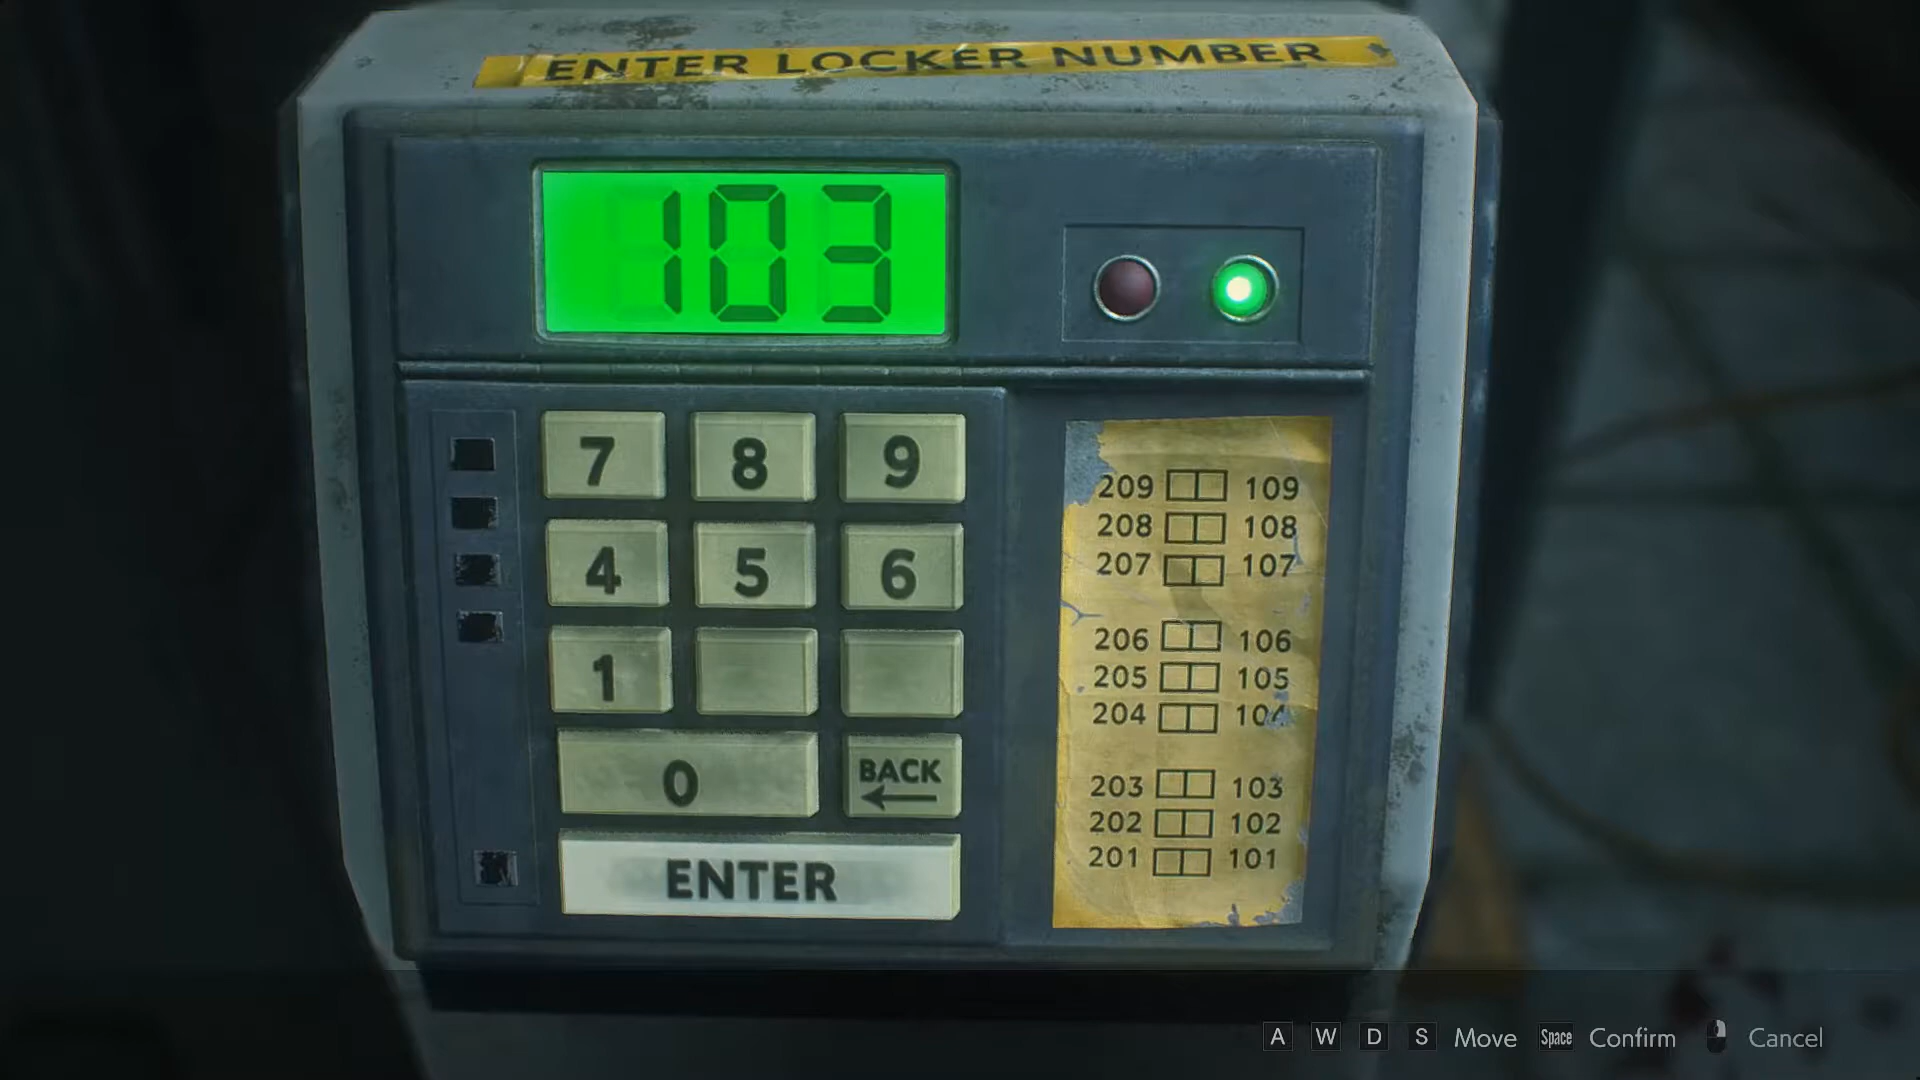 ENTER LOCKER NUMBER
103
7 8 9
4 5 6
1
0 BACK
ENTER
209 109
208 108
207 107
206 106
205 105
204 104
203 103
202 102
201 101
A W D S Move Space Confirm Cancel